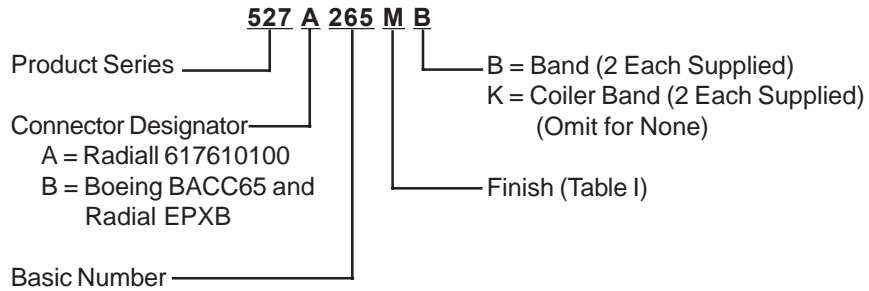 527 A 265 M B
Product Series
Connector Designator
A = Radiall 617610100
B = Boeing BACC65 and
Radial EPXB
Basic Number
B = Band (2 Each Supplied)
K = Coiler Band (2 Each Supplied)
(Omit for None)
Finish (Table I)